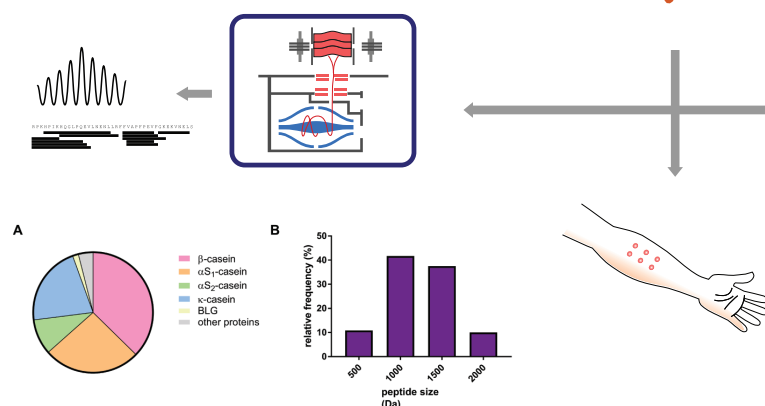 A
β-casein
αS1-casein
αS2-casein
κ-casein
BLG
other proteins
B
relative frequency (%)
50
40
30
20
10
0
500
1000
1500
2000
peptide size
(Da)